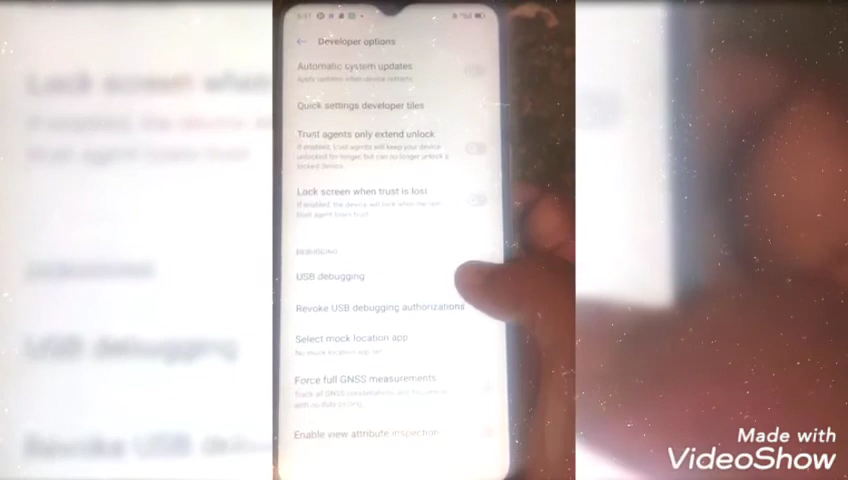 Developer options
Automatic system updates
Apply updates when device restarts
Quick settings developer tiles
Trust agents only extend unlock
If enabled, trust agents will keep your device
unlocked for longer, but can no longer unlock a
locked device.
Lock screen when trust is lost
If enabled, the device will lock when the last
trust agent loses trust
DEBUGGING
USB debugging
Revoke USB debugging authorizations
Select mock location app
No mock location app set
Force full GNSS measurements
Track all GNSS constellations and
with no duty cycling
Enable view attribute inspection
Made with
VideoShow